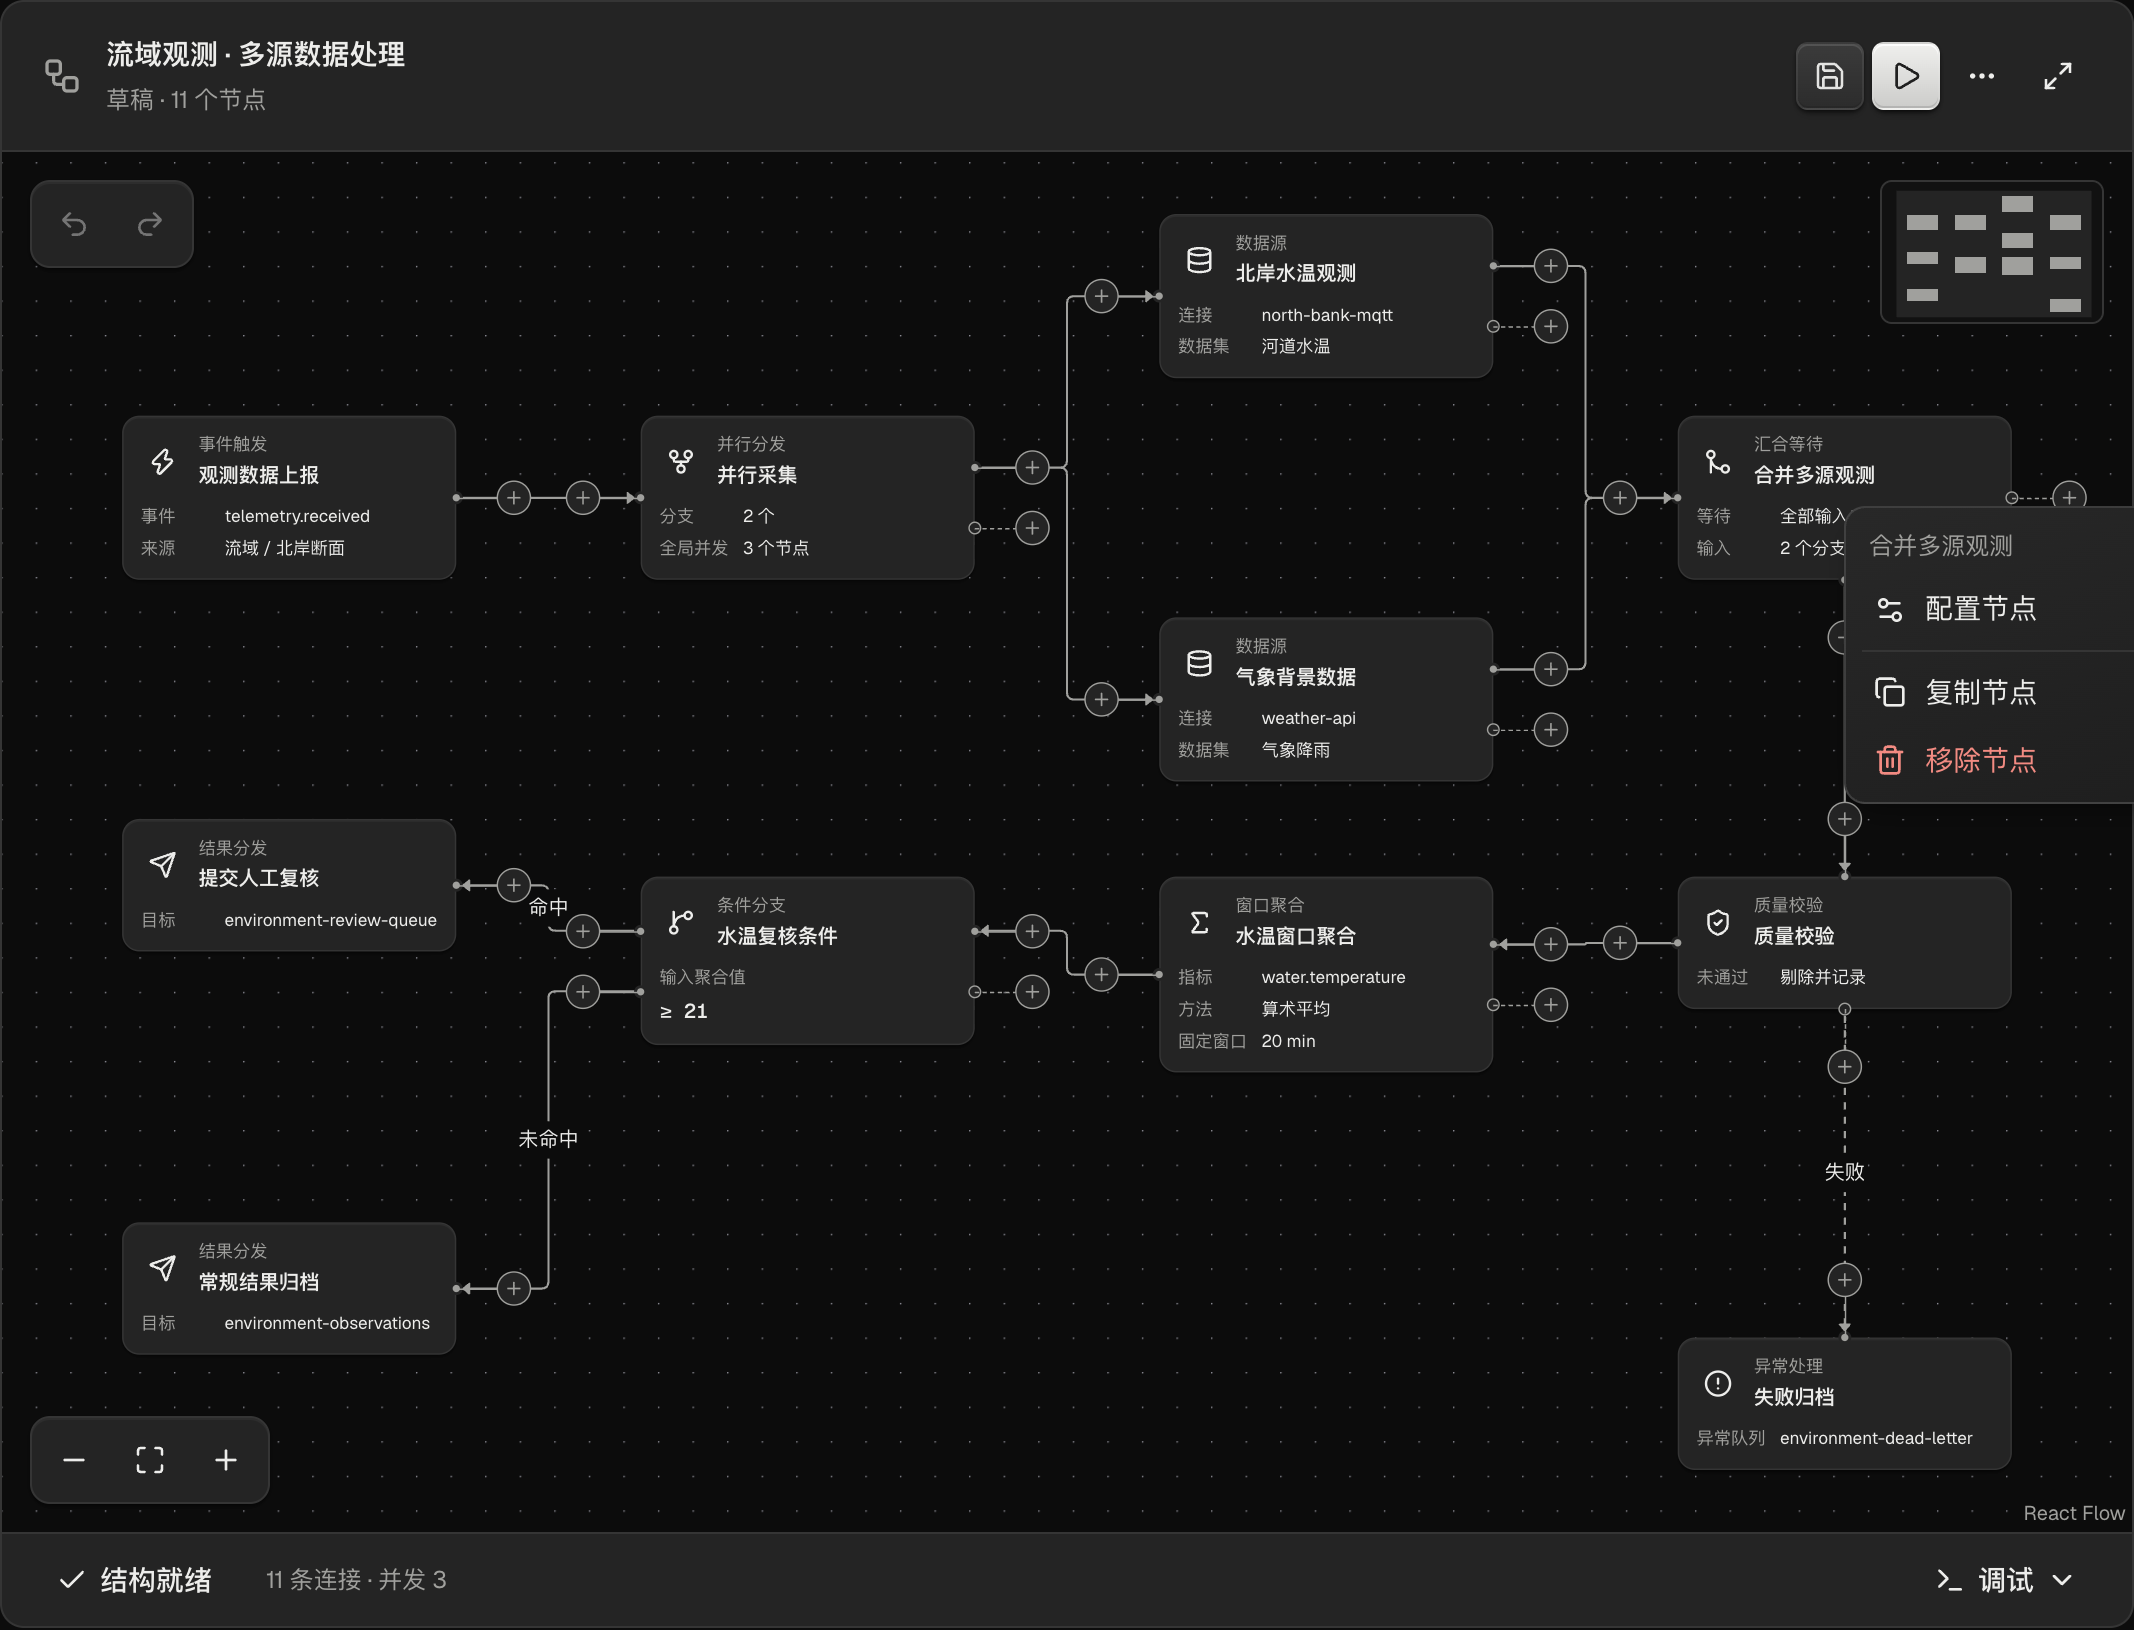 流域观测 · 多源数据处理
草稿 · 11 个节点
数据源
北岸水温观测
连接 north-bank-mqtt
数据集 河道水温
事件触发
观测数据上报
事件 telemetry.received
来源 流域 / 北岸断面
并行分发
并行采集
分支 2 个
全局并发 3 个节点
汇合等待
合并多源观测
等待 全部输入
输入 2 个分支
合并多源观测
配置节点
复制节点
移除节点
数据源
气象背景数据
连接 weather-api
数据集 气象降雨
结果分发
提交人工复核
目标 environment-review-queue
命中
条件分支
水温复核条件
输入聚合值
≥ 21
窗口聚合
水温窗口聚合
指标 water.temperature
方法 算术平均
固定窗口 20 min
质量校验
质量校验
未通过 剔除并记录
未命中
失败
结果分发
常规结果归档
目标 environment-observations
异常处理
失败归档
异常队列 environment-dead-letter
React Flow
结构就绪
11 条连接 · 并发 3
调试